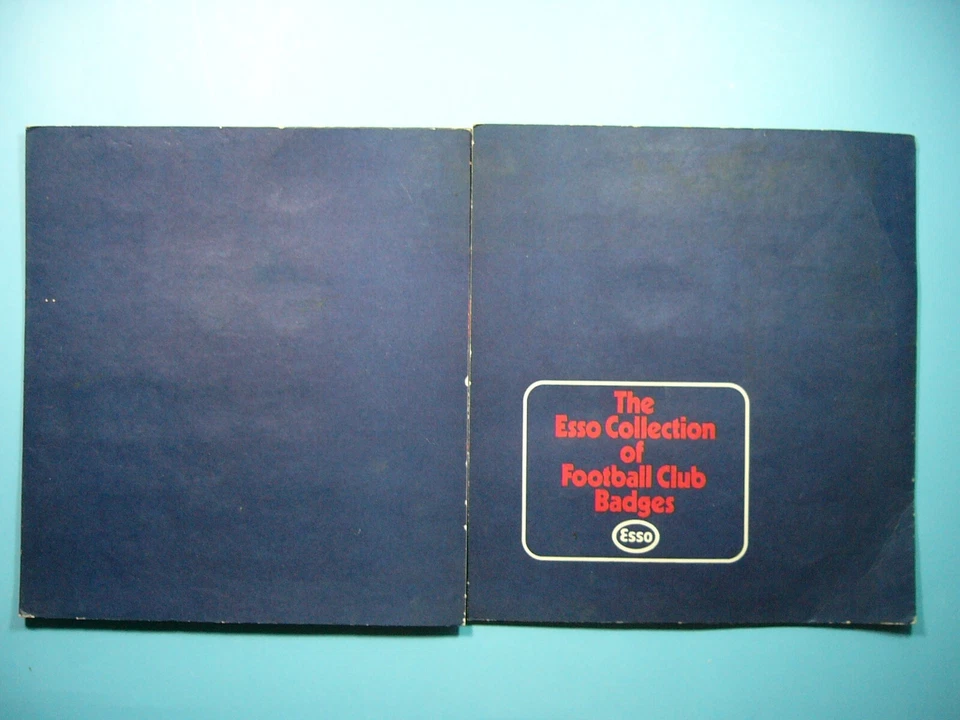 The
Esso Collection
of
Football Club
Badges
Esso